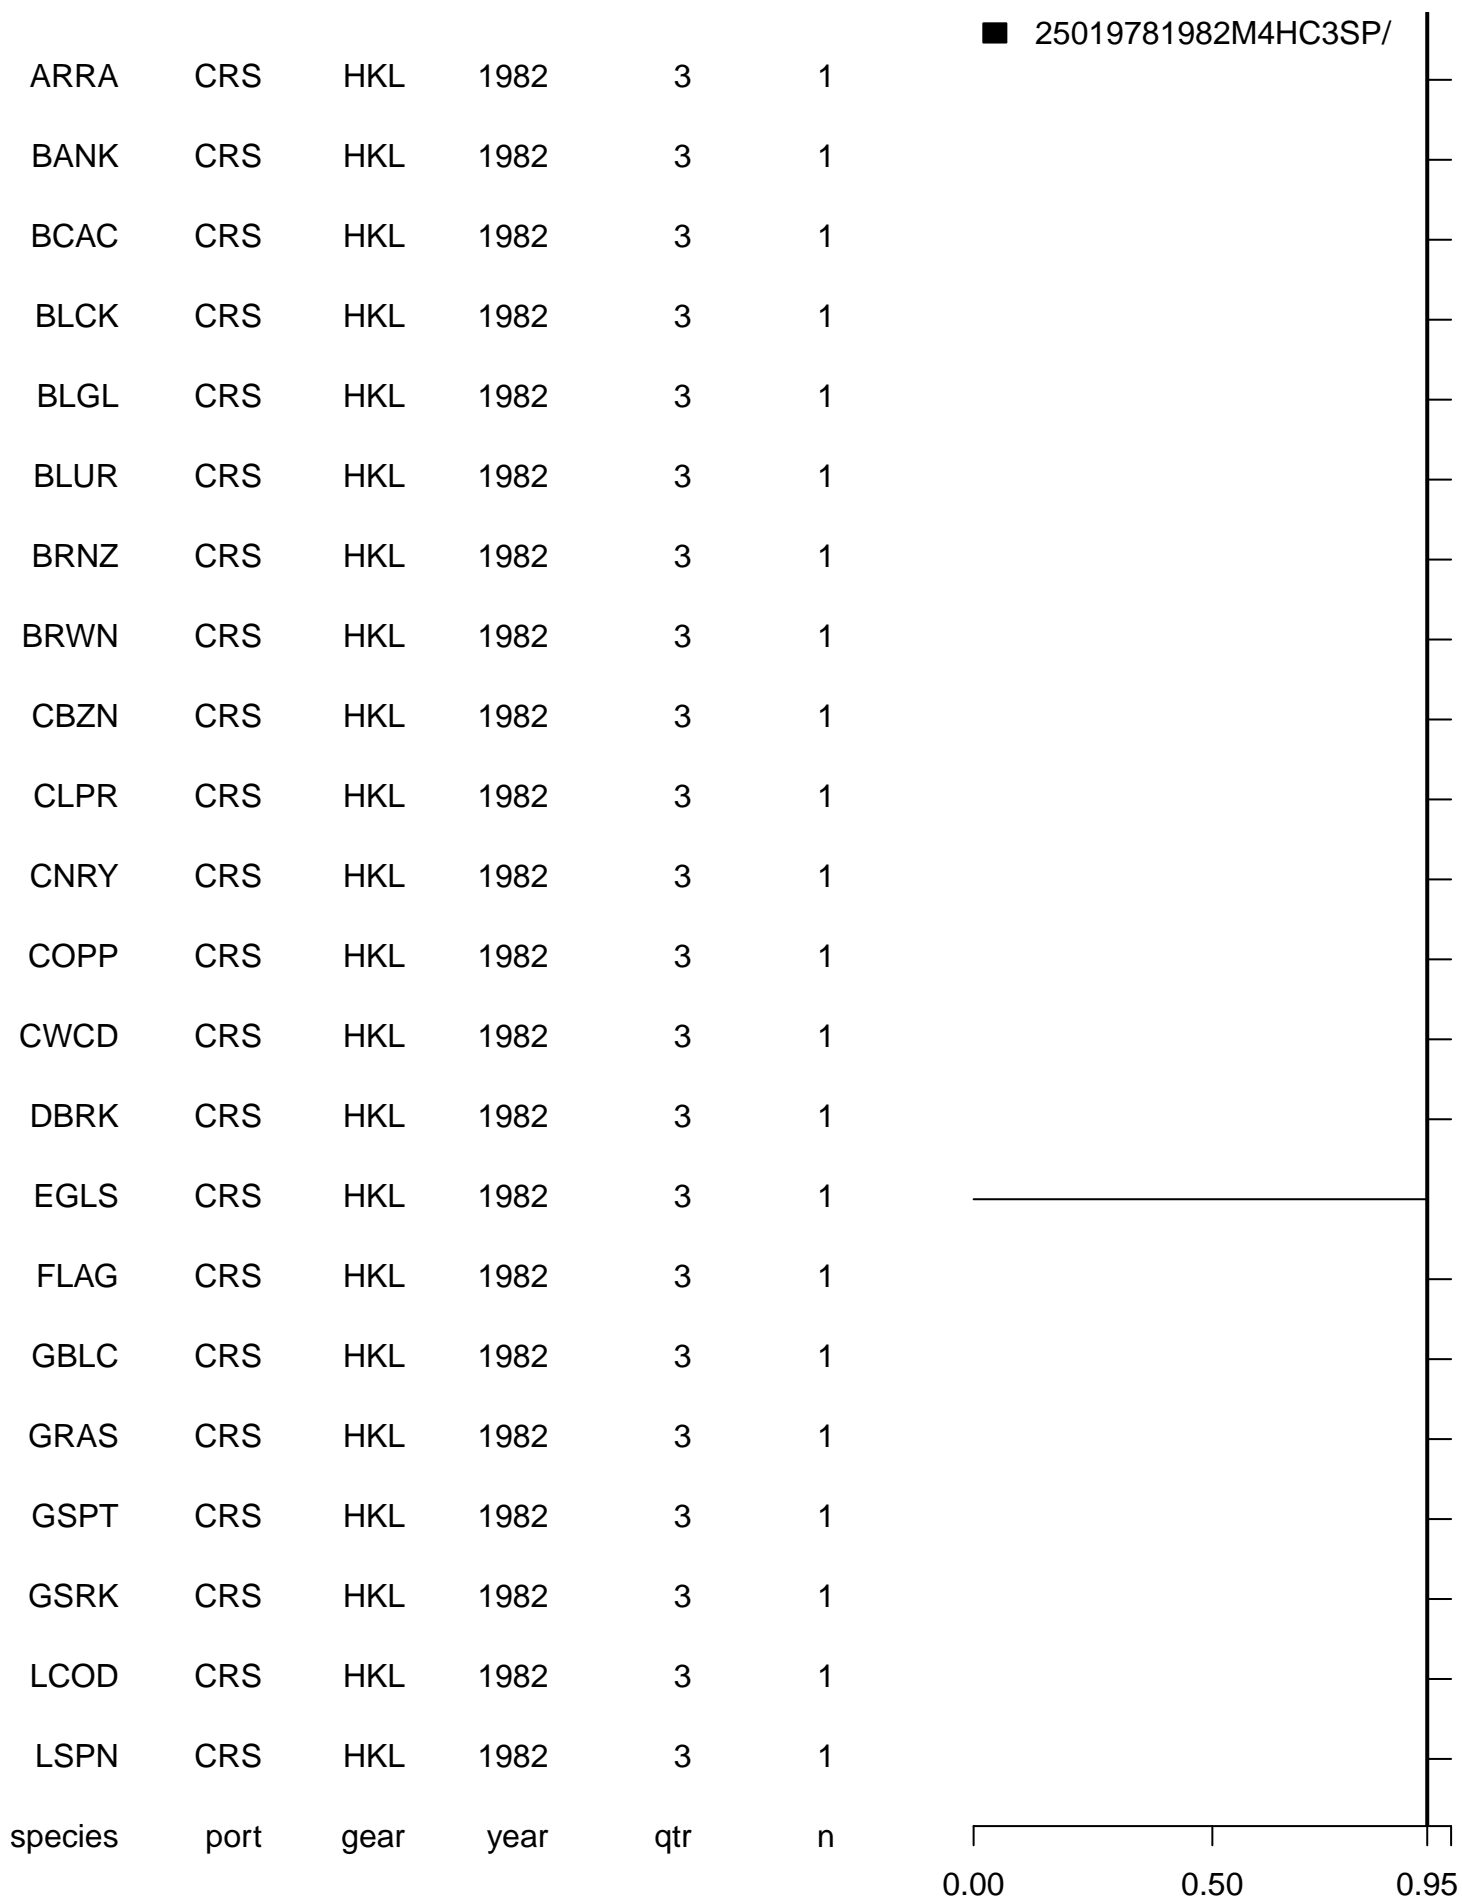 25019781982M4HC3SP/
ARRA CRS HKL 1982 3 1
BANK CRS HKL 1982 3 1
BCAC CRS HKL 1982 3 1
BLCK CRS HKL 1982 3 1
BLGL CRS HKL 1982 3 1
BLUR CRS HKL 1982 3 1
BRNZ CRS HKL 1982 3 1
BRWN CRS HKL 1982 3 1
CBZN CRS HKL 1982 3 1
CLPR CRS HKL 1982 3 1
CNRY CRS HKL 1982 3 1
COPP CRS HKL 1982 3 1
CWCD CRS HKL 1982 3 1
DBRK CRS HKL 1982 3 1
EGLS CRS HKL 1982 3 1
FLAG CRS HKL 1982 3 1
GBLC CRS HKL 1982 3 1
GRAS CRS HKL 1982 3 1
GSPT CRS HKL 1982 3 1
GSRK CRS HKL 1982 3 1
LCOD CRS HKL 1982 3 1
LSPN CRS HKL 1982 3 1
species port gear year qtr n
0.00 0.50 0.95